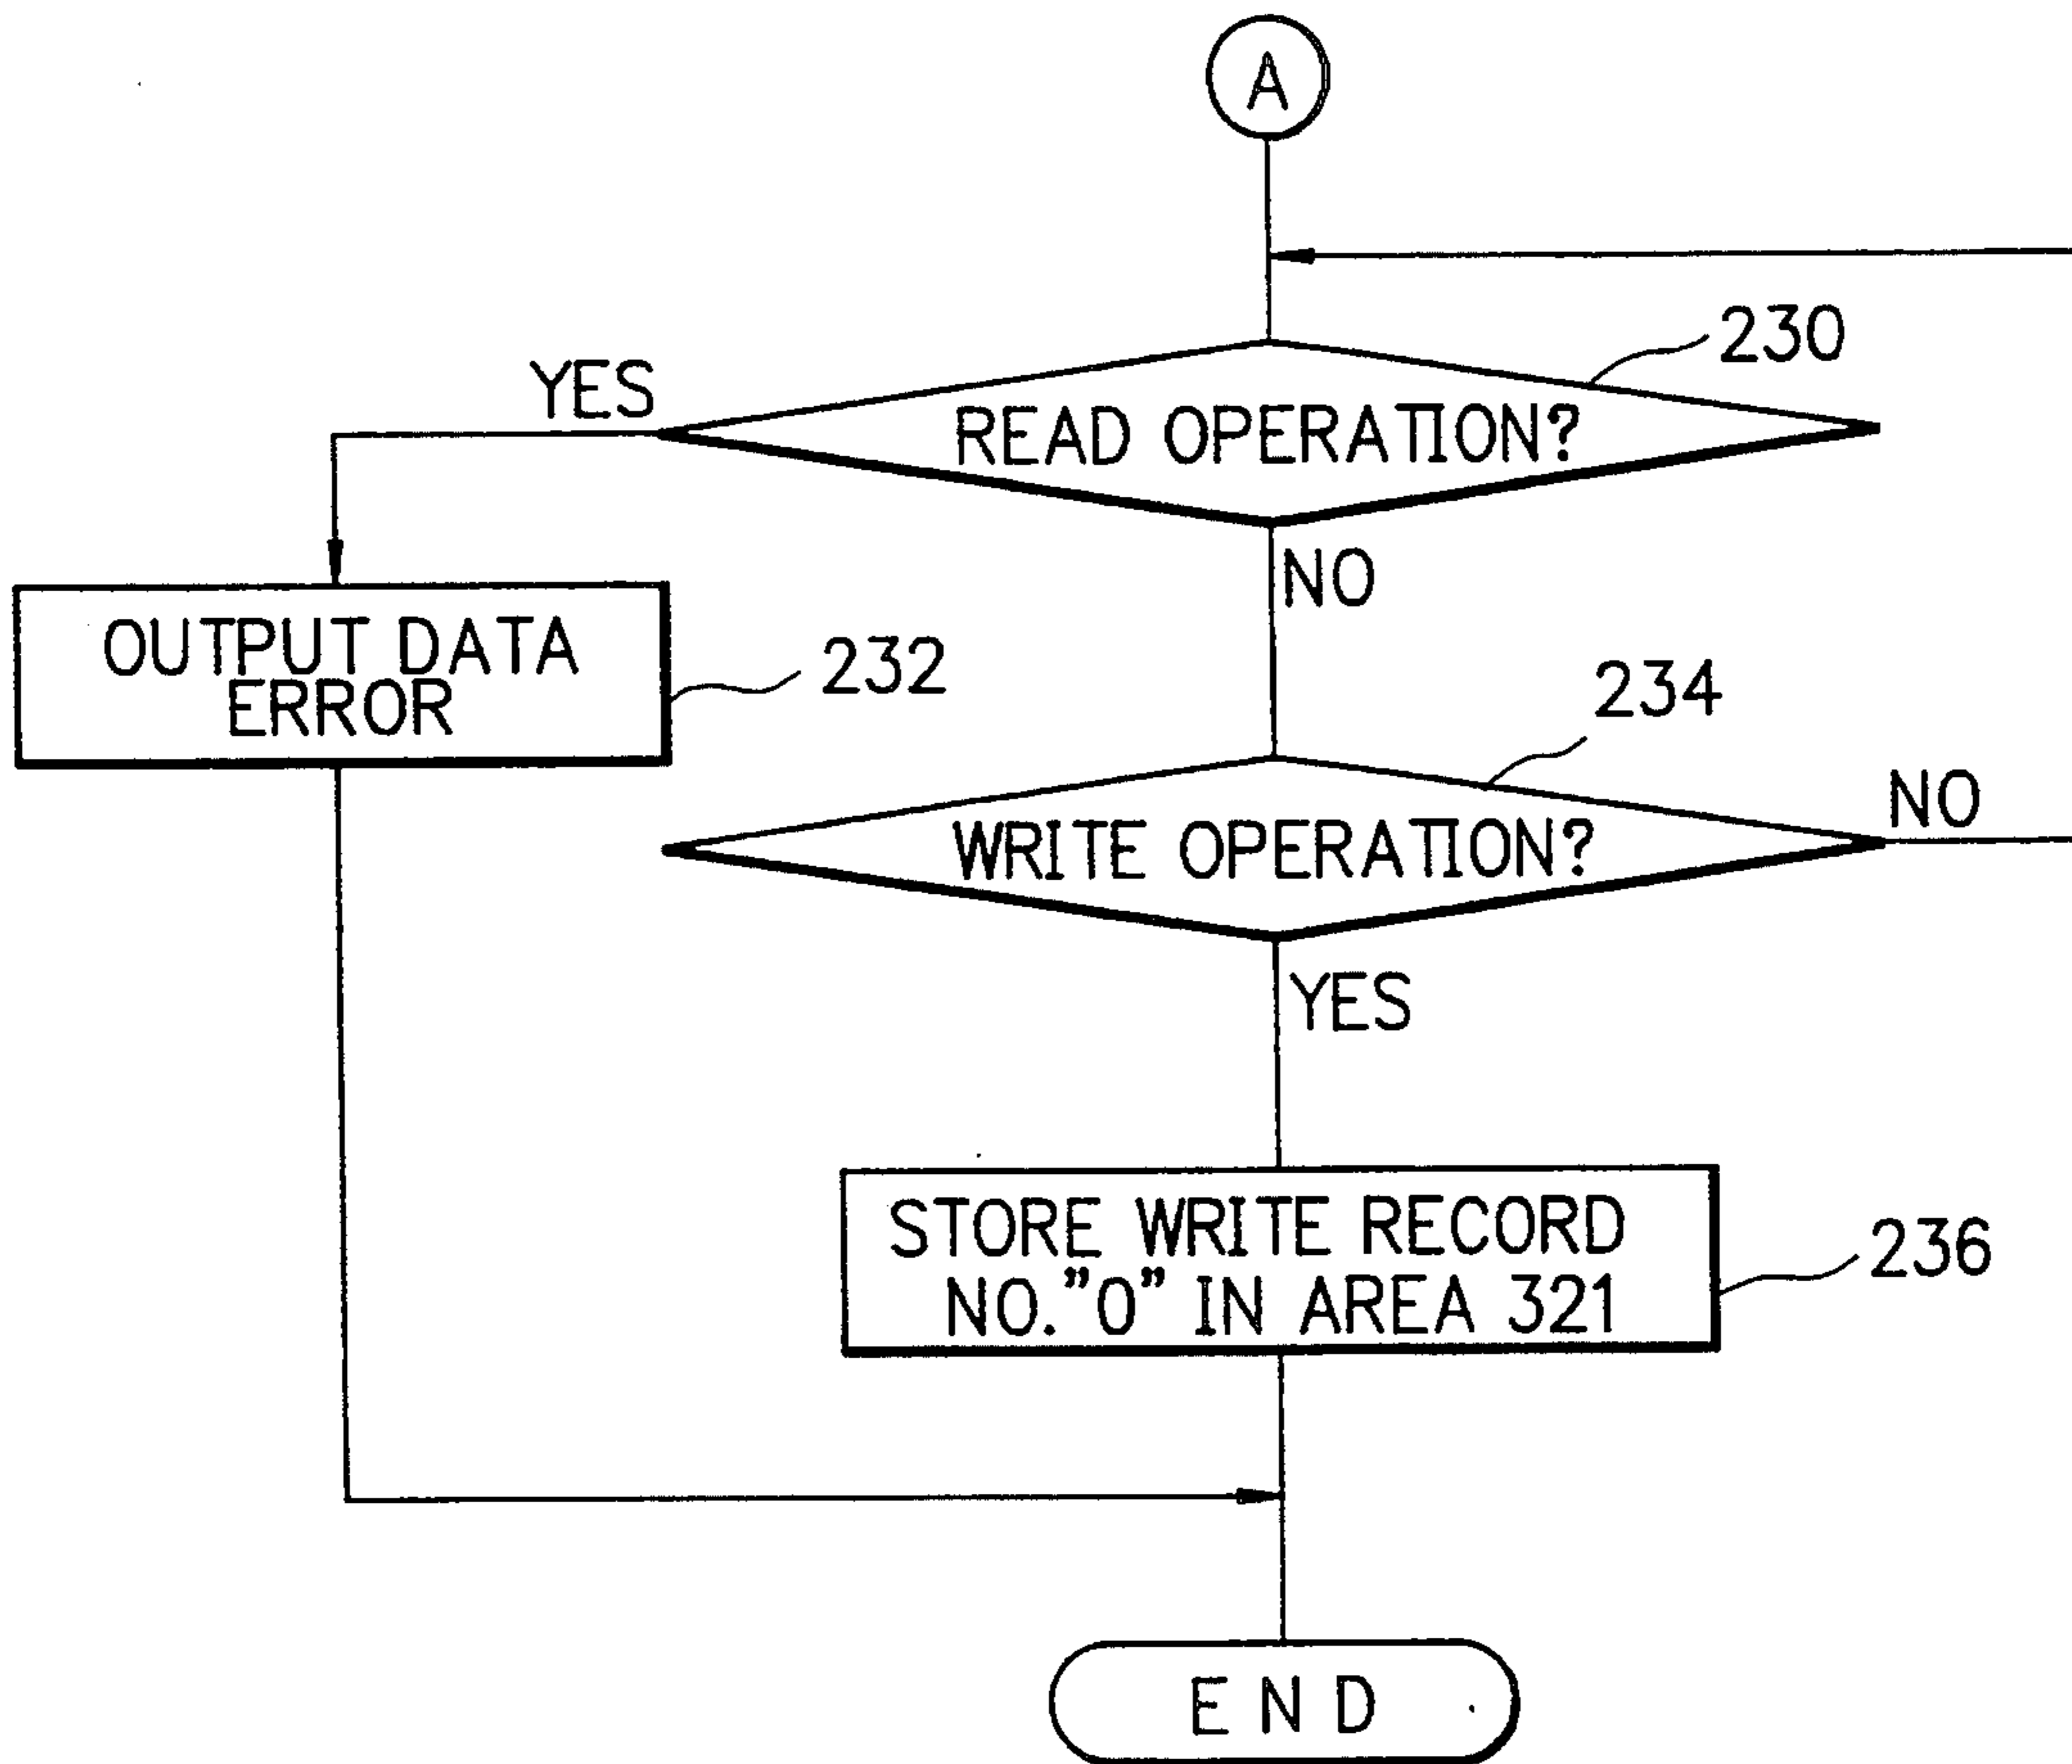 A
230
YES
READ OPERATION?
NO
OUTPUT DATA
ERROR
232
234
NO
WRITE OPERATION?
YES
STORE WRITE RECORD
NO."0" IN AREA 321
236
END